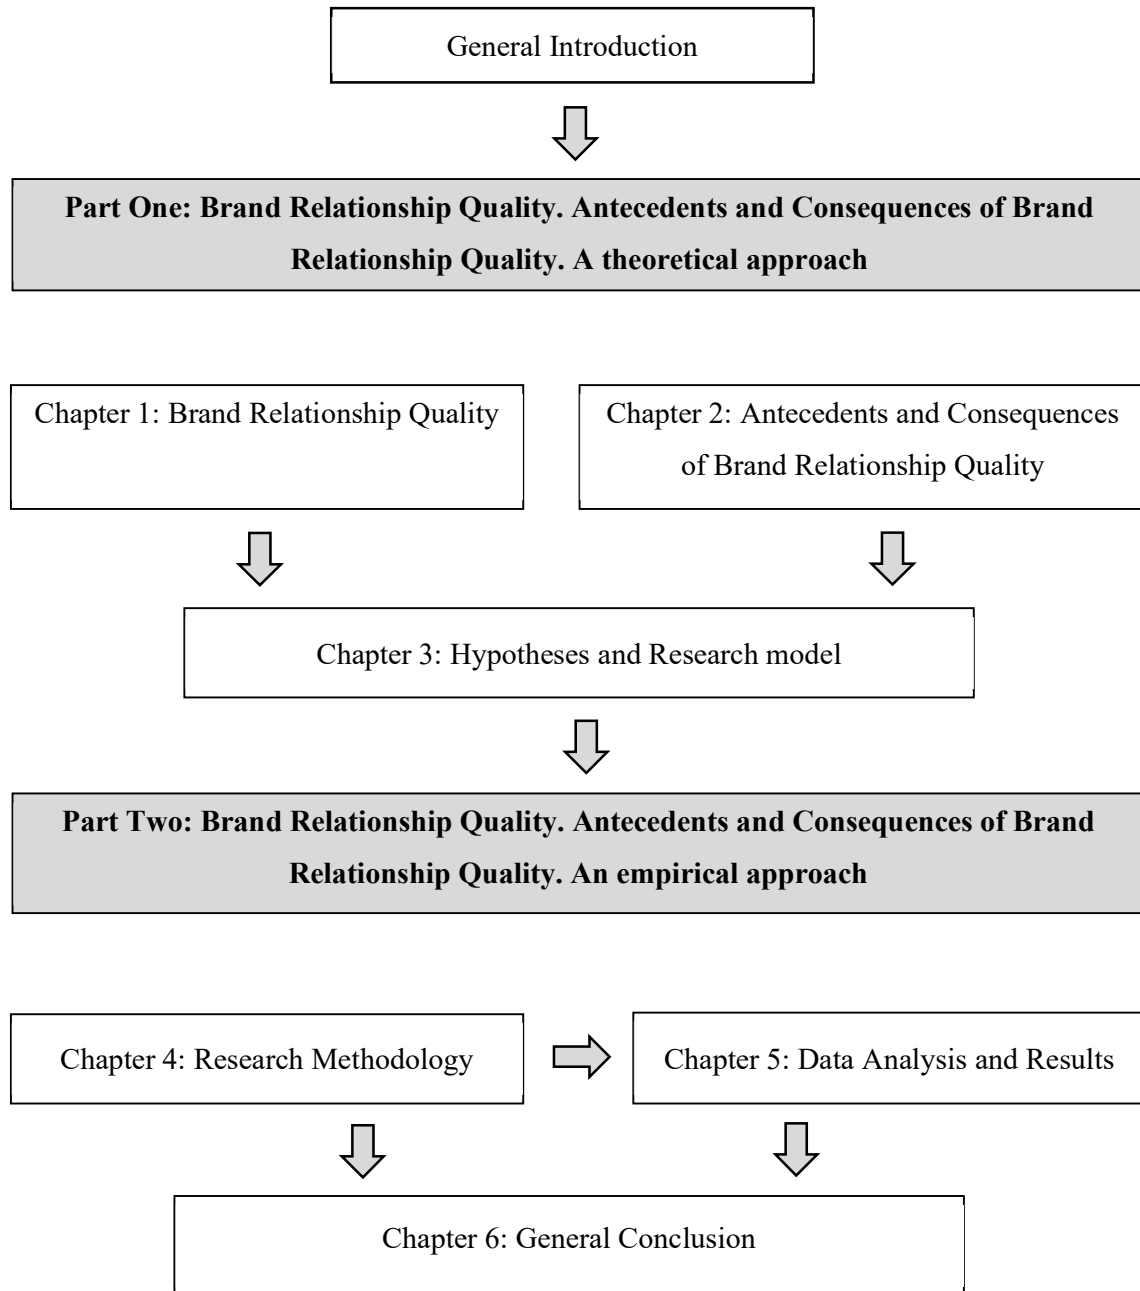 General Introduction
Part One: Brand Relationship Quality. Antecedents and Consequences of Brand
Relationship Quality. A theoretical approach
Chapter 1: Brand Relationship Quality
Chapter 2: Antecedents and Consequences
of Brand Relationship Quality
Chapter 3: Hypotheses and Research model
Part Two: Brand Relationship Quality. Antecedents and Consequences of Brand
Relationship Quality. An empirical approach
Chapter 4: Research Methodology
Chapter 5: Data Analysis and Results
Chapter 6: General Conclusion